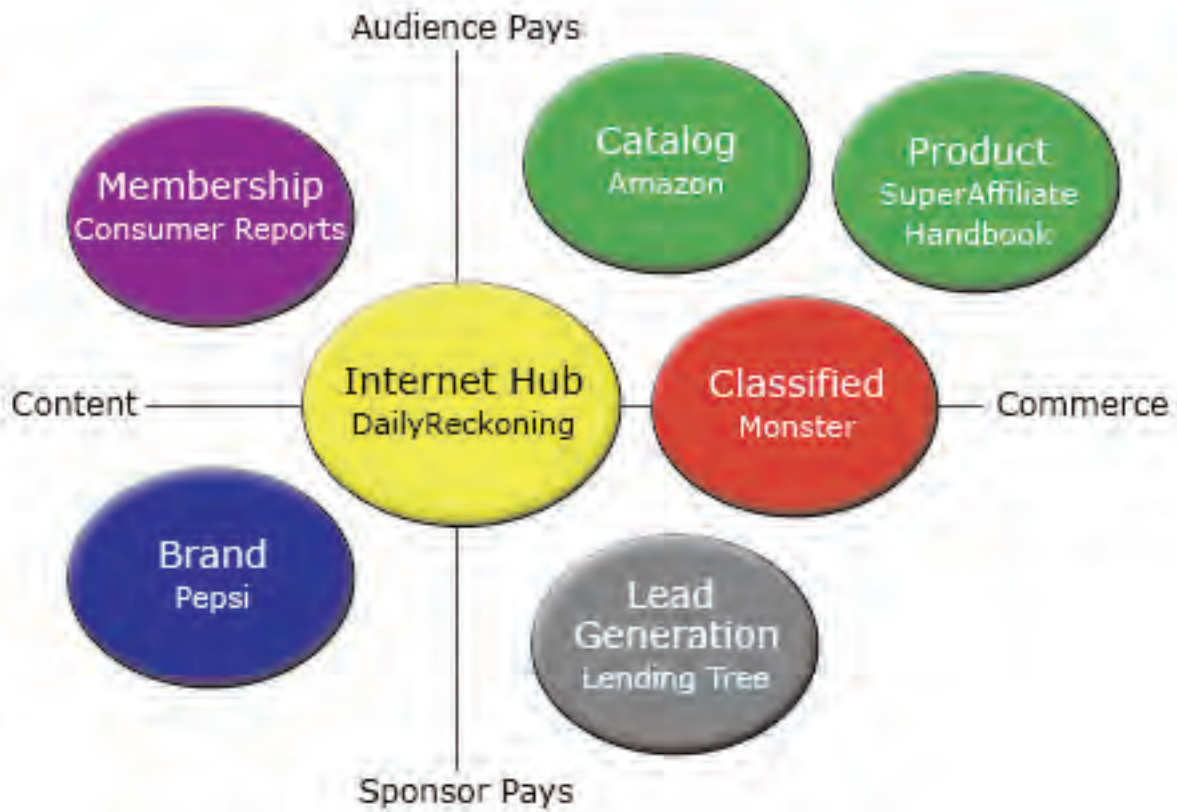 Audience Pays
Catalog
Amazon
Product
SuperAffiliate
Handbook
Membership
Consumer Reports
Content
Internet Hub
DailyReckoning
Classified
Monster
Commerce
Brand
Pepsi
Lead
Generation
Lending Tree
Sponsor Pays